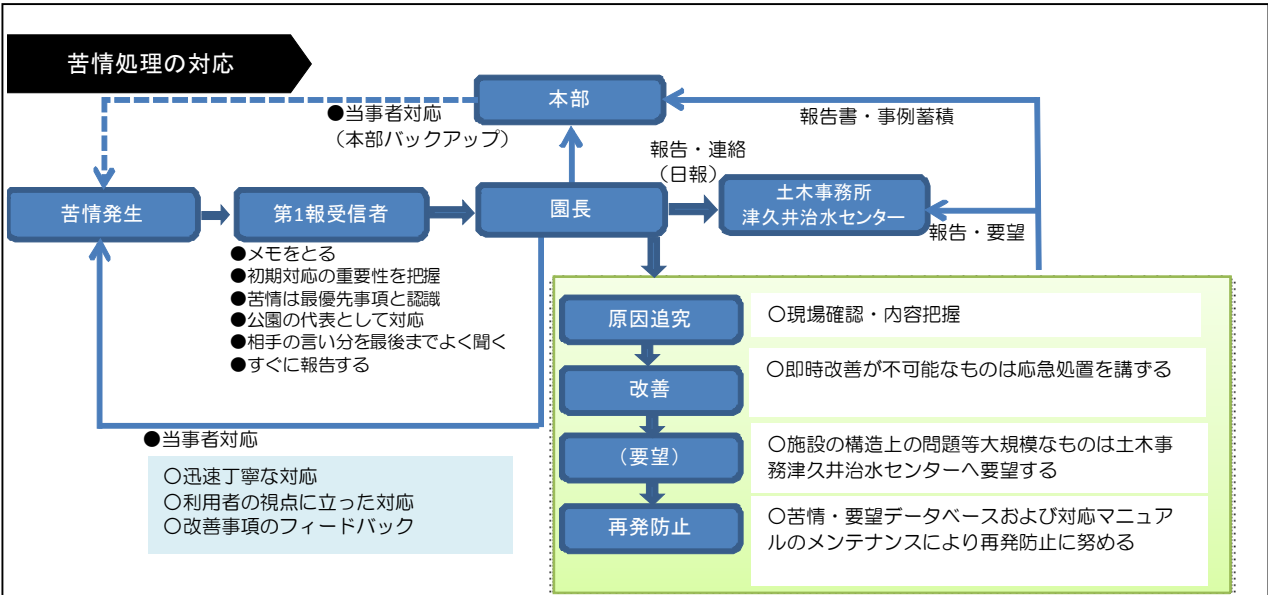 苦情処理の対応
本部
●当事者対応
（本部バックアップ）
報告書・事例蓄積
報告・連絡
（日報）
苦情発生
第1報受信者
園長
土木事務所
津久井治水センター
報告・要望
●メモをとる
●初期対応の重要性を把握
●苦情は最優先事項と認識
●公園の代表として対応
●相手の言い分を最後までよく聞く
●すぐに報告する
●当事者対応
〇迅速丁寧な対応
〇利用者の視点に立った対応
〇改善事項のフィードバック
原因追究
〇現場確認・内容把握
改善
〇即時改善が不可能なものは応急処置を講ずる
（要望）
〇施設の構造上の問題等大規模なものは土木事
務津久井治水センターへ要望する
再発防止
〇苦情・要望データベースおよび対応マニュア
ルのメンテナンスにより再発防止に努める